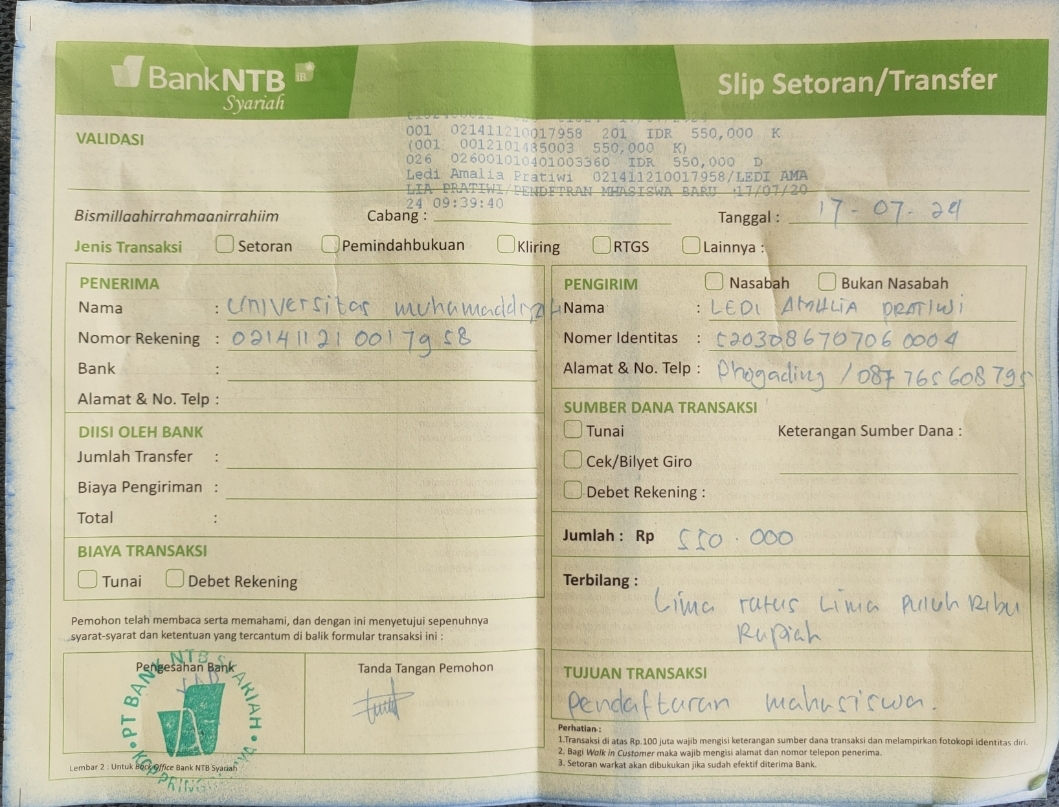 BankNTB iB
Syariah
Slip Setoran/Transfer
VALIDASI
001 021411210017958 201 IDR 550,000 K
(001 0012101485003 550,000 K)
026 026001010401003360 IDR 550,000 D
Ledi Amalia Pratiwi 021411210017958/LEDI AMA
LIA PRATIWI/PENDFTRAN MHASISWA BARU 17/07/20
24 09:39:40
Bismillaahirrahmaanirrahiim
Cabang :
Tanggal : 17-07-24
Jenis Transaksi Setoran Pemindahbukuan Kliring RTGS Lainnya :
PENERIMA
Nama : Universitas
Nomor Rekening : 021411210017958
Bank :
Alamat & No. Telp :
DIISI OLEH BANK
Jumlah Transfer :
Biaya Pengiriman :
Total :
BIAYA TRANSAKSI
Tunai Debet Rekening
Pemohon telah membaca serta memahami, dan dengan ini menyetujui sepenuhnya
syarat-syarat dan ketentuan yang tercantum di balik formular transaksi ini :
Pengesahan Bank
Tanda Tangan Pemohon
PT BANK NTB SYARIAH
Lembar 2 : Untuk Back Office Bank NTB Syariah
PENGIRIM Nasabah Bukan Nasabah
Nama : LEDI AMALIA PRATIWI
Nomer Identitas : 5203086707060004
Alamat & No. Telp : Phogading / 087 765 608 795
SUMBER DANA TRANSAKSI
Tunai
Keterangan Sumber Dana :
Cek/Bilyet Giro
Debet Rekening :
Jumlah : Rp 550.000
Terbilang :
Lima ratus Lima Puluh Ribu
Rupiah
TUJUAN TRANSAKSI
Pendaftaran mahasiswa.
Perhatian :
1.Transaksi di atas Rp.100 juta wajib mengisi keterangan sumber dana transaksi dan melampirkan fotokopi identitas diri.
2. Bagi Walk in Customer maka wajib mengisi alamat dan nomor telepon penerima.
3. Setoran warkat akan dibukukan jika sudah efektif diterima Bank.